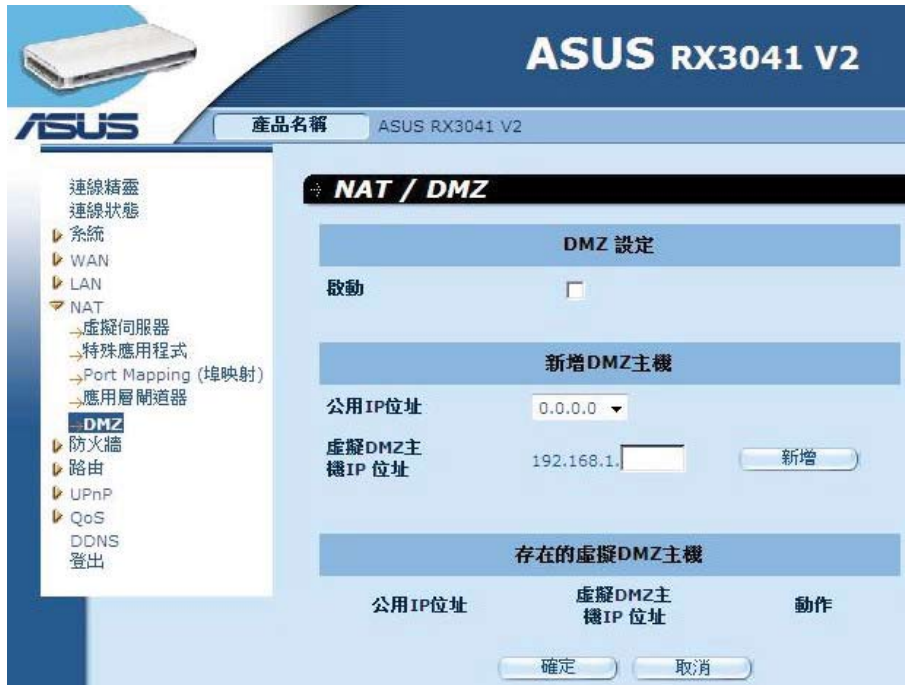 ASUS RX3041 V2
ASUS
產品名稱 ASUS RX3041 V2
連線精靈
連線狀態
系統
WAN
LAN
NAT
虛擬伺服器
特殊應用程式
Port Mapping (埠映射)
應用層閘道器
DMZ
防火牆
路由
UPnP
QoS
DDNS
登出
NAT / DMZ
DMZ 設定
啟動
新增DMZ主機
公用IP位址 0.0.0.0
虛擬DMZ主
機IP 位址
192.168.1. 新增
存在的虛擬DMZ主機
公用IP位址
虛擬DMZ主
機IP 位址
動作
確定 取消